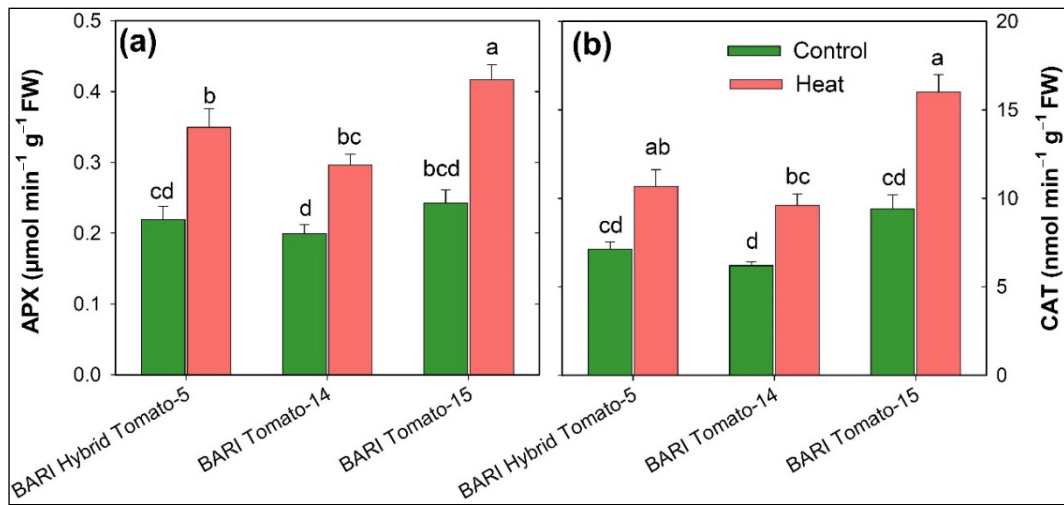 (a)
APX (µmol min⁻¹ g⁻¹ FW)
0.5
0.4
0.3
0.2
0.1
0.0
cd
b
d
bc
bcd
a
BARI Hybrid Tomato-5
BARI Tomato-14
BARI Tomato-15
(b)
Control
Heat
cd
ab
d
bc
cd
a
BARI Hybrid Tomato-5
BARI Tomato-14
BARI Tomato-15
20
15
10
5
0
CAT (nmol min⁻¹ g⁻¹ FW)